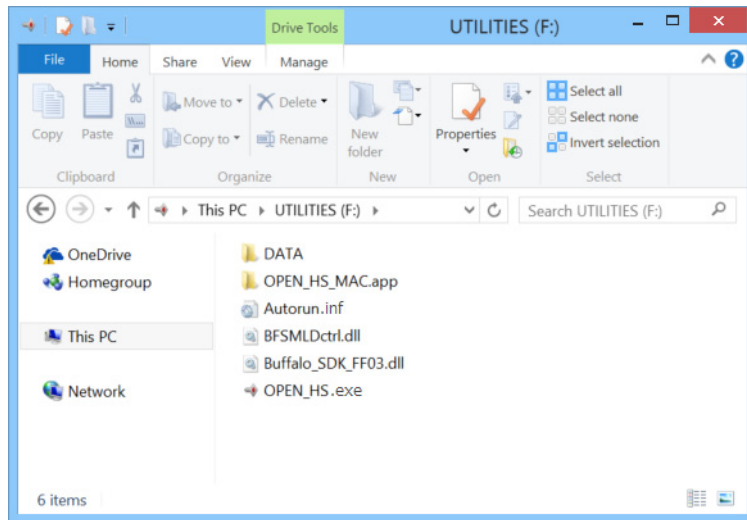 Drive Tools UTILITIES (F:)
File Home Share View Manage
Copy Paste Move to Delete New folder Properties Select all
Copy to Rename Select none
Invert selection
Clipboard Organize New Open Select
This PC UTILITIES (F:) Search UTILITIES (F:)
OneDrive
Homegroup
This PC
Network
DATA
OPEN_HS_MAC.app
Autorun.inf
BFSMLDctrl.dll
Buffalo_SDK_FF03.dll
OPEN_HS.exe
6 items